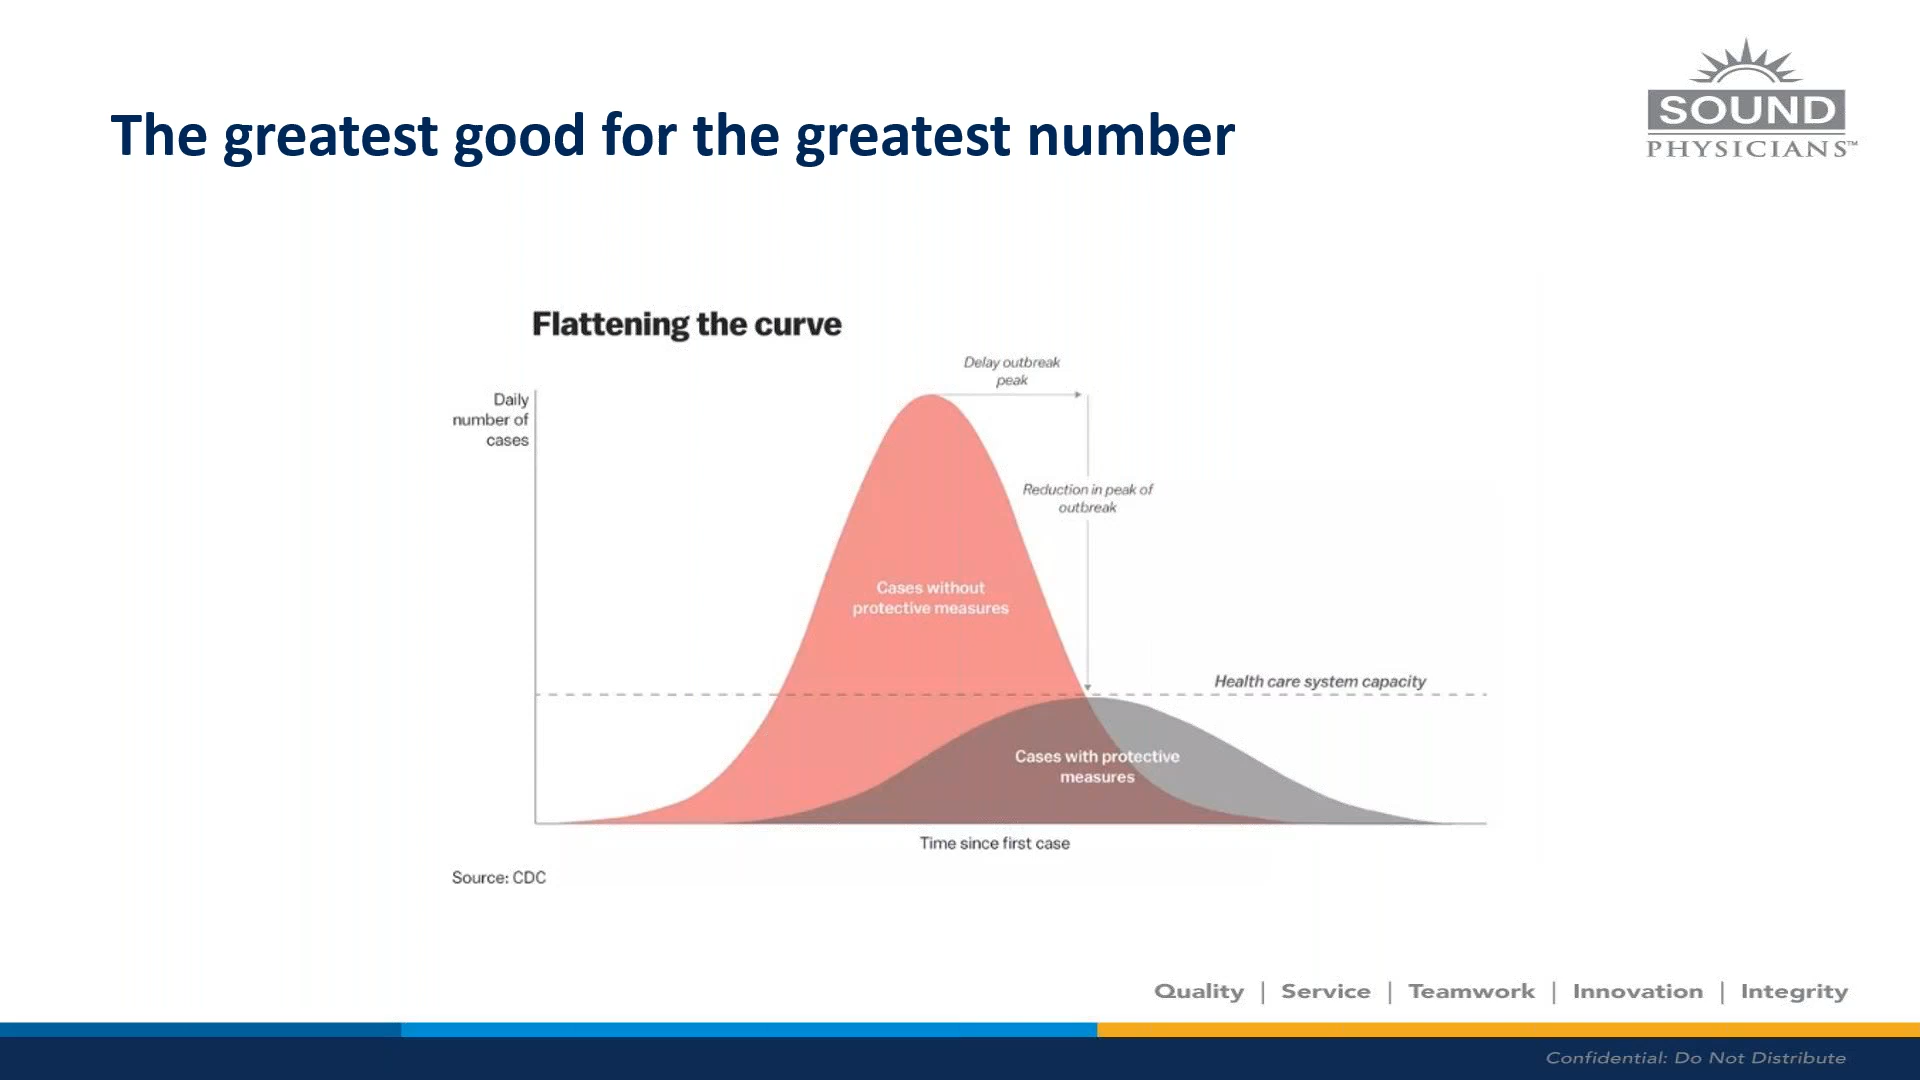 The greatest good for the greatest number
SOUND
PHYSICIANS™
Flattening the curve
Delay outbreak
peak
Daily
number of
cases
Reduction in peak of
outbreak
Cases without
protective measures
Health care system capacity
Cases with protective
measures
Time since first case
Source: CDC
Quality | Service | Teamwork | Innovation | Integrity
Confidential: Do Not Distribute